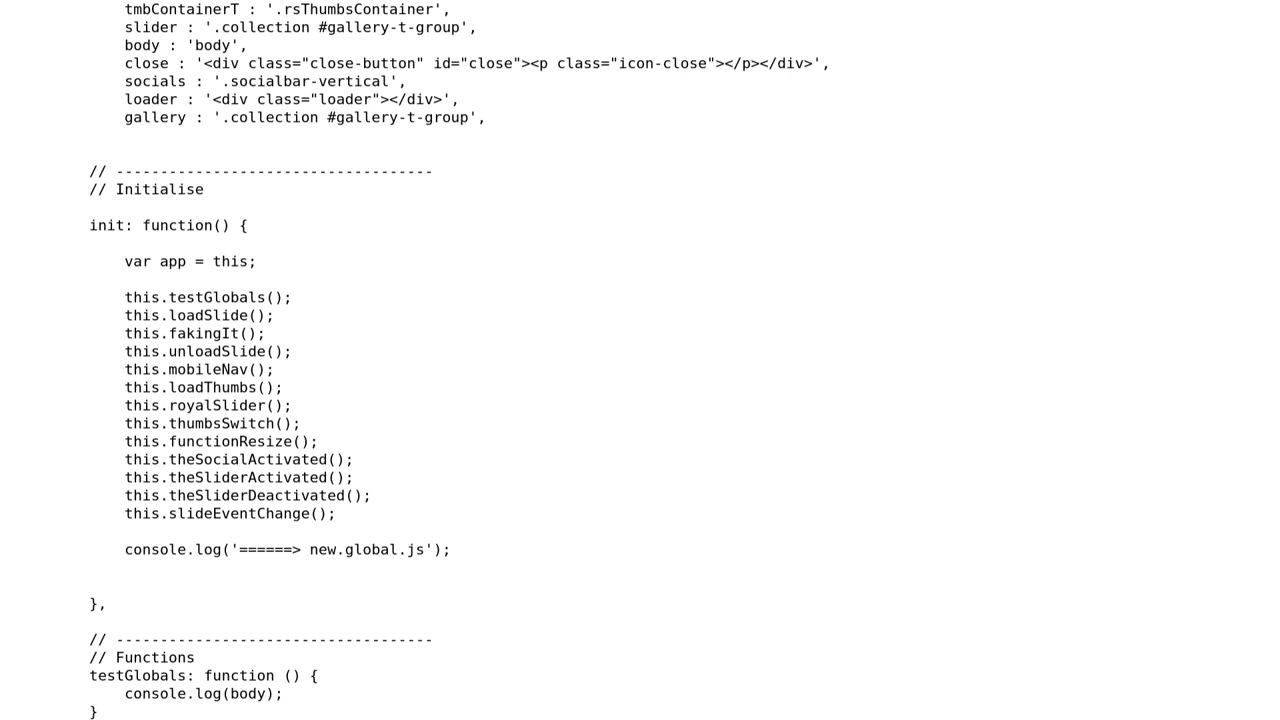 tmbContainerT : '.rsThumbsContainer',
slider : '.collection #gallery-t-group',
body : 'body',
close : '<div class="close-button" id="close"><p class="icon-close"></p></div>',
socials : '.socialbar-vertical',
loader : '<div class="loader"></div>',
gallery : '.collection #gallery-t-group',
// ------------------------------------
// Initialise
init: function() {
var app = this;
this.testGlobals();
this.loadSlide();
this.fakingIt();
this.unloadSlide();
this.mobileNav();
this.loadThumbs();
this.royalSlider();
this.thumbsSwitch();
this.functionResize();
this.theSocialActivated();
this.theSliderActivated();
this.theSliderDeactivated();
this.slideEventChange();
console.log('======> new.global.js');
},
// ------------------------------------
// Functions
testGlobals: function () {
console.log(body);
}